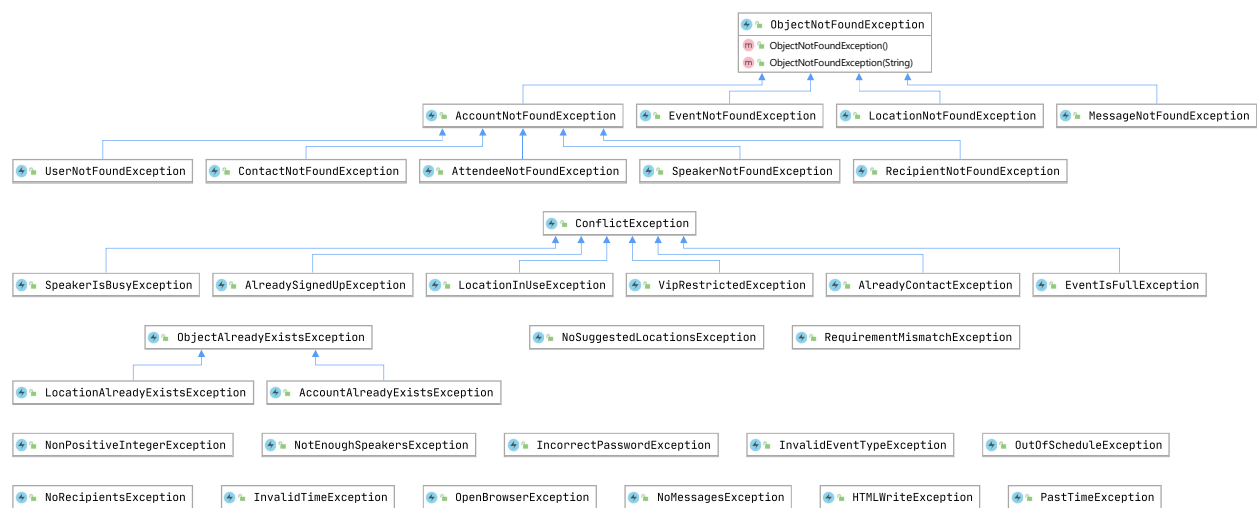 ObjectNotFoundException
m ObjectNotFoundException()
m ObjectNotFoundException(String)
AccountNotFoundException
EventNotFoundException
LocationNotFoundException
MessageNotFoundException
UserNotFoundException
ContactNotFoundException
AttendeeNotFoundException
SpeakerNotFoundException
RecipientNotFoundException
ConflictException
SpeakerIsBusyException
AlreadySignedUpException
LocationInUseException
VipRestrictedException
AlreadyContactException
EventIsFullException
ObjectAlreadyExistsException
NoSuggestedLocationsException
RequirementMismatchException
LocationAlreadyExistsException
AccountAlreadyExistsException
NonPositiveIntegerException
NotEnoughSpeakersException
IncorrectPasswordException
InvalidEventTypeException
OutOfScheduleException
NoRecipientsException
InvalidTimeException
OpenBrowserException
NoMessagesException
HTMLWriteException
PastTimeException